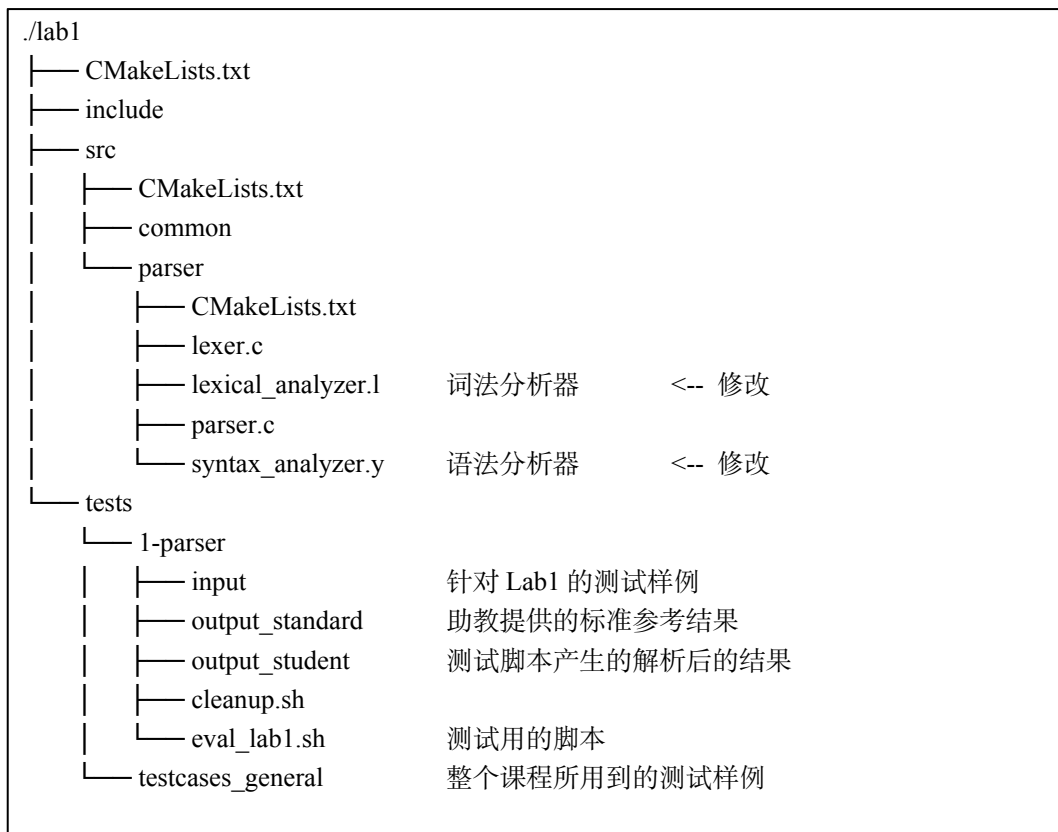 ./lab1
├── CMakeLists.txt
├── include
├── src
│   ├── CMakeLists.txt
│   ├── common
│   └── parser
│       ├── CMakeLists.txt
│       ├── lexer.c
│       ├── lexical_analyzer.l 词法分析器 <-- 修改
│       ├── parser.c
│       └── syntax_analyzer.y 语法分析器 <-- 修改
└── tests
    └── 1-parser
    │   ├── input 针对 Lab1 的测试样例
    │   ├── output_standard 助教提供的标准参考结果
    │   ├── output_student 测试脚本产生的解析后的结果
    │   ├── cleanup.sh
    │   └── eval_lab1.sh 测试用的脚本
    └── testcases_general 整个课程所用到的测试样例